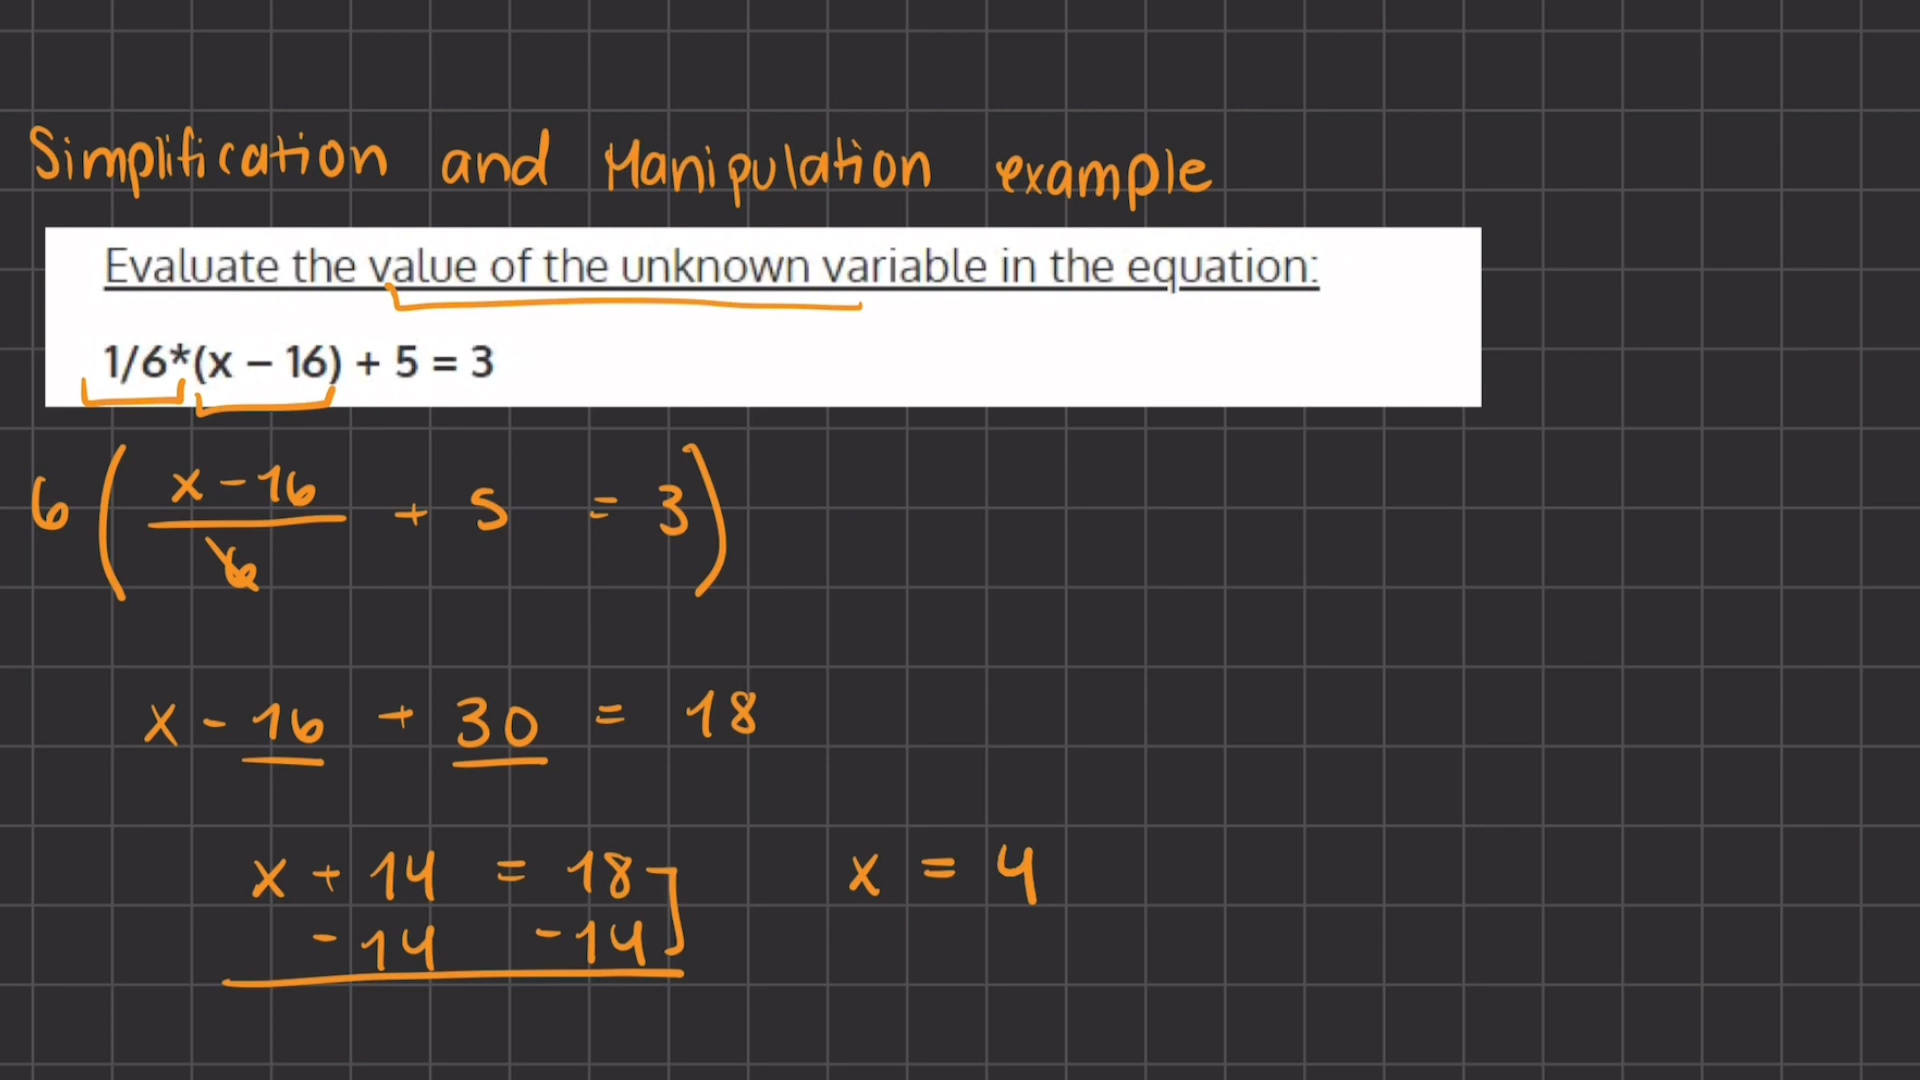 Simplification and Manipulation example
Evaluate the value of the unknown variable in the equation:
1/6*(x – 16) + 5 = 3
6 ( x - 16 / 6 + 5 = 3 )
x - 16 + 30 = 18
x + 14 = 18 x = 4
- 14 - 14